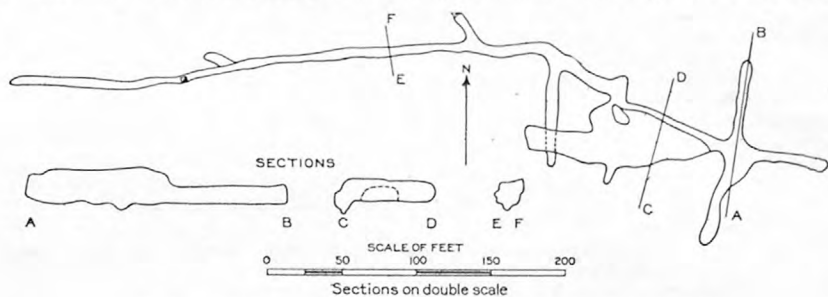 F
B
E
N
D
SECTIONS
A
B
C
D
E F
C
A
SCALE OF FEET
0 50 100 150 200
Sections on double scale